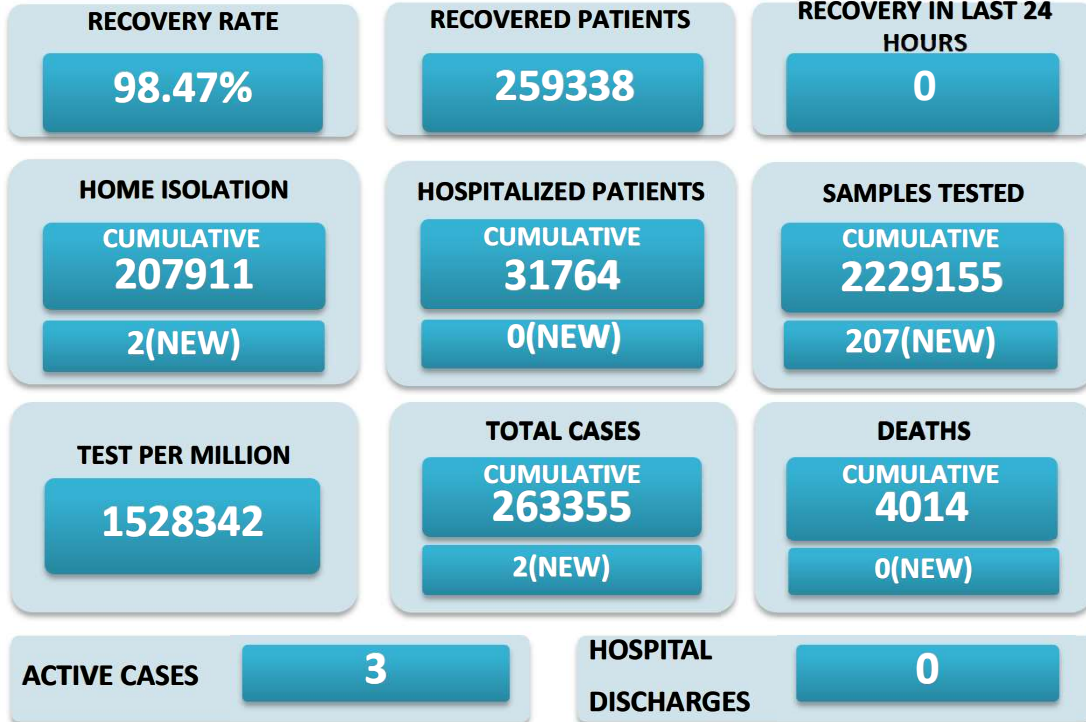 RECOVERY RATE
98.47%
RECOVERED PATIENTS
259338
RECOVERY IN LAST 24
HOURS
0
HOME ISOLATION
CUMULATIVE
207911
2(NEW)
HOSPITALIZED PATIENTS
CUMULATIVE
31764
0(NEW)
SAMPLES TESTED
CUMULATIVE
2229155
207(NEW)
TEST PER MILLION
1528342
TOTAL CASES
CUMULATIVE
263355
2(NEW)
DEATHS
CUMULATIVE
4014
0(NEW)
ACTIVE CASES
3
HOSPITAL
DISCHARGES
0